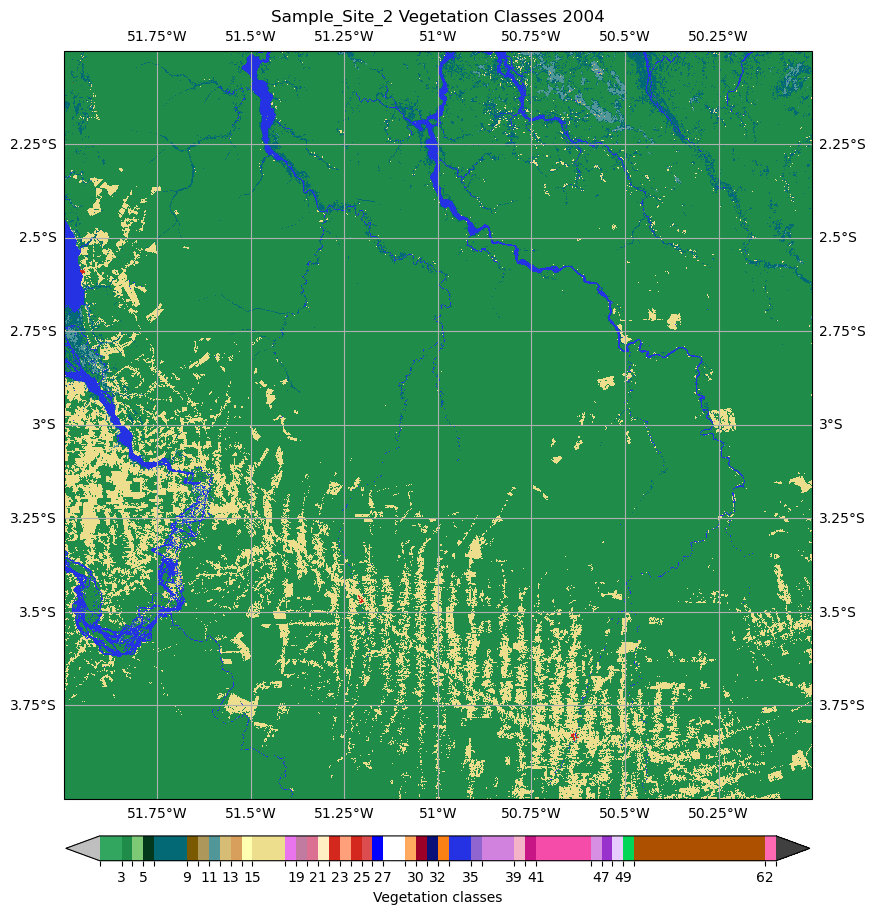 Sample_Site_2 Vegetation Classes 2004
51.75°W 51.5°W 51.25°W 51°W 50.75°W 50.5°W 50.25°W
2.25°S 2.25°S
2.5°S 2.5°S
2.75°S 2.75°S
3°S 3°S
3.25°S 3.25°S
3.5°S 3.5°S
3.75°S 3.75°S
51.75°W 51.5°W 51.25°W 51°W 50.75°W 50.5°W 50.25°W
3 5 9 11 13 15 19 21 23 25 27 30 32 35 39 41 47 49 62
Vegetation classes